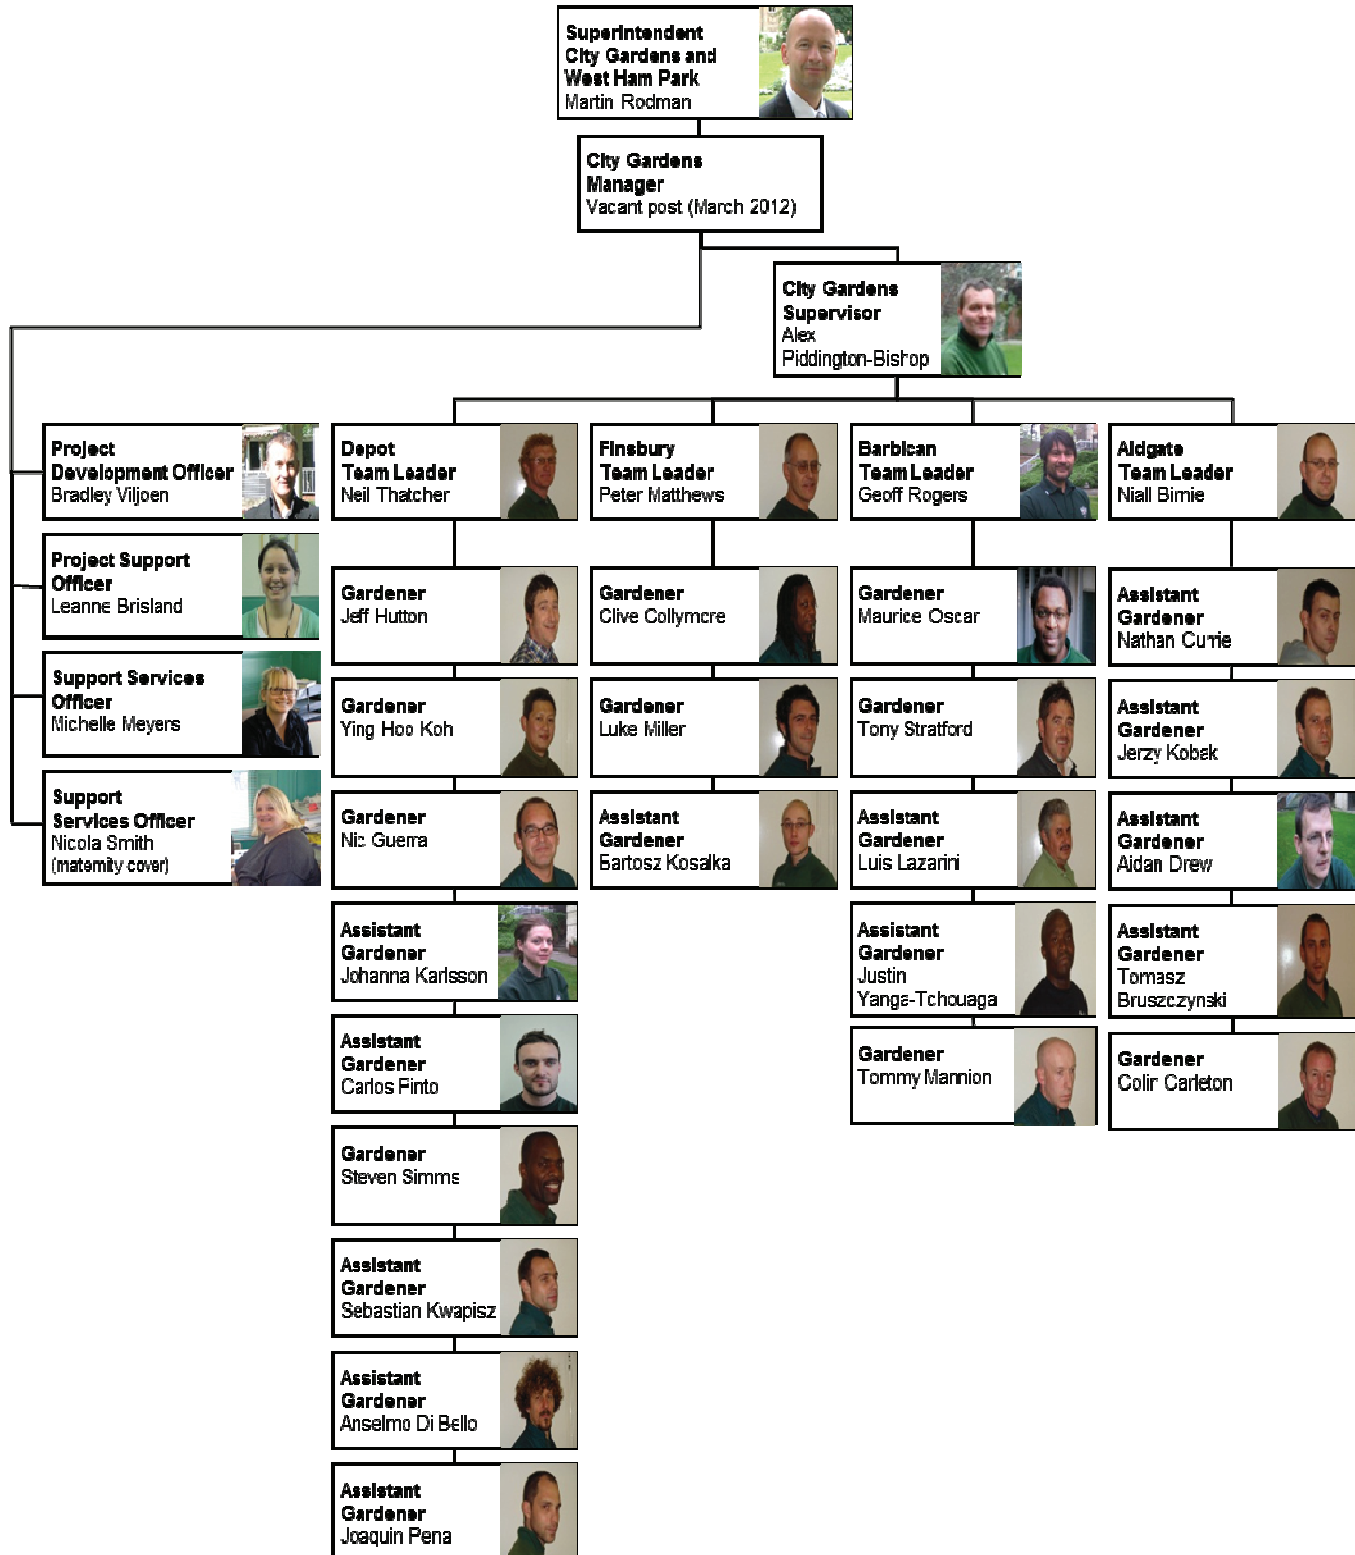 Superintendent
City Gardens and
West Ham Park
Martin Rodman
City Gardens
Manager
Vacant post (March 2012)
City Gardens
Supervisor
Alex
Piddington-Bishop
Project
Development Officer
Bradley Viljoen
Project Support
Officer
Leanne Brisland
Support Services
Officer
Michelle Meyers
Support
Services Officer
Nicola Smith
(maternity cover)
Depot
Team Leader
Neil Thatcher
Gardener
Jeff Hutton
Gardener
Ying Hoo Koh
Gardener
Nic Guerra
Assistant
Gardener
Johanna Karlsson
Assistant
Gardener
Carlos Pinto
Gardener
Steven Simms
Assistant
Gardener
Sebastian Kwapisz
Assistant
Gardener
Anselmo Di Bello
Assistant
Gardener
Joaquin Pena
Finsbury
Team Leader
Peter Matthews
Gardener
Clive Collymore
Gardener
Luke Miller
Assistant
Gardener
Bartosz Kosalka
Barbican
Team Leader
Geoff Rogers
Gardener
Maurice Oscar
Gardener
Tony Stratford
Assistant
Gardener
Luis Lazarini
Assistant
Gardener
Justin
Yanga-Tchouaga
Gardener
Tommy Mannion
Aldgate
Team Leader
Niall Birnie
Assistant
Gardener
Nathan Currie
Assistant
Gardener
Jerzy Kobak
Assistant
Gardener
Aidan Drew
Assistant
Gardener
Tomasz
Bruszczynski
Gardener
Colin Carleton